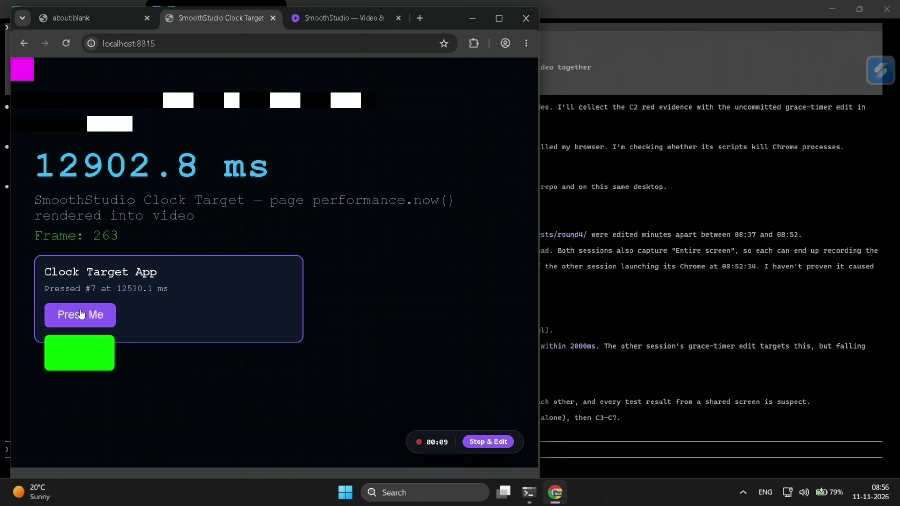 about:blank
SmoothStudio Clock Target
SmoothStudio — Video &
localhost:8815
12902.8 ms
SmoothStudio Clock Target — page performance.now()
rendered into video
Frame: 263
Clock Target App
Pressed #7 at 12530.1 ms
Press Me
00:09
Stop & Edit
deo together
deo. I'll collect the C2 red evidence with the uncommitted grace-timer edit in
lled my browser. I'm checking whether its scripts kill Chrome processes.
repo and on this same desktop.
sts/round4/ were edited minutes apart between 08:37 and 08:52.
ad. Both sessions also capture "Entire screen", so each can end up recording the
the other session launching its Chrome at 08:52:34. I haven't proven it caused
within 2000ms. The other session's grace-timer edit targets this, but falling
ach other, and every test result from a shared screen is suspect.
alone), then C3–C7.
20°C
Sunny
Search
ENG
79%
08:56
11-11-2026